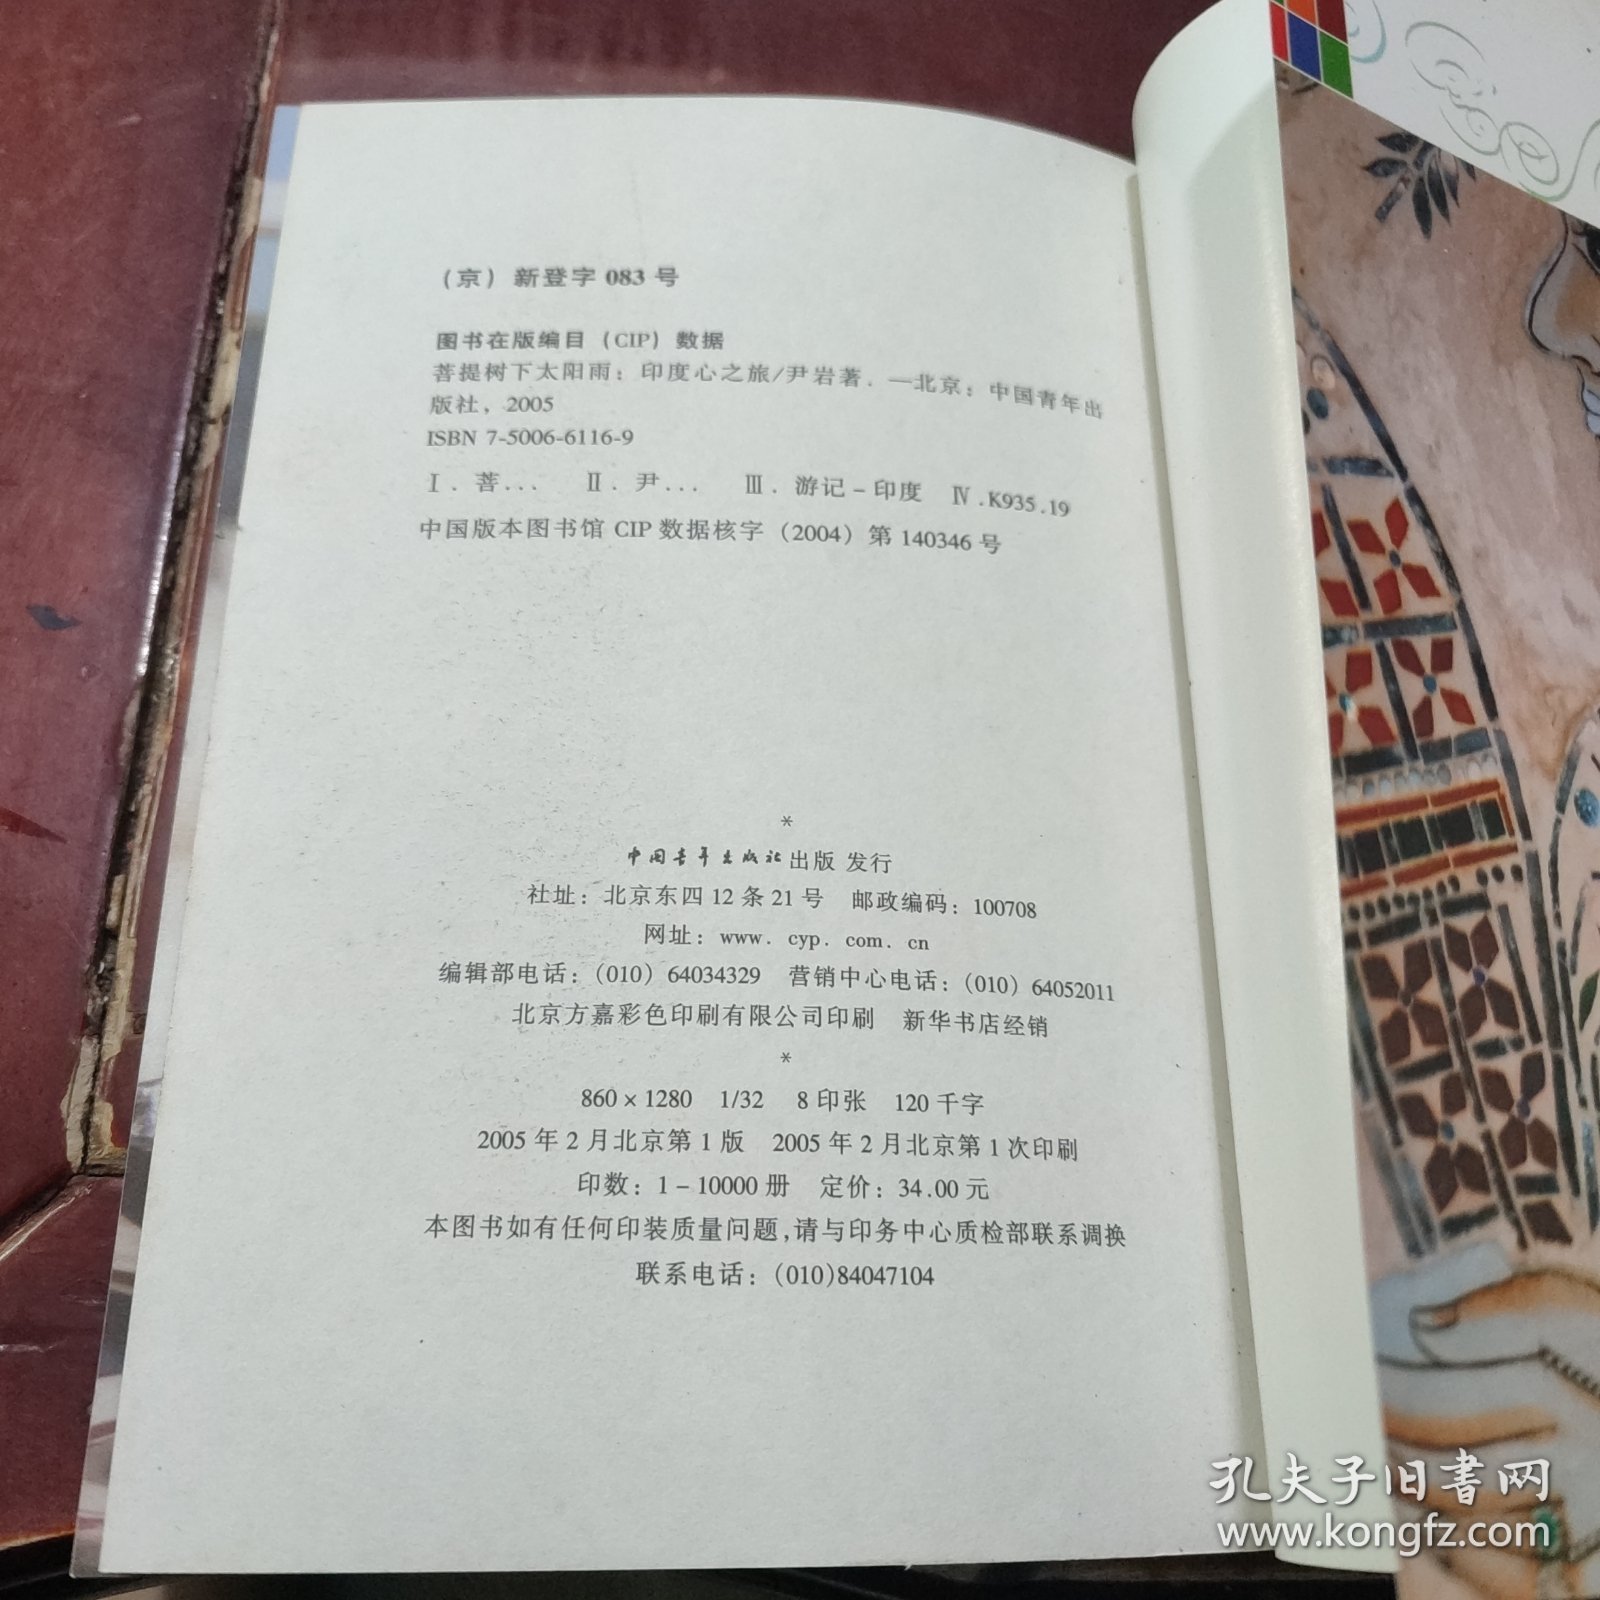 （京）新登字 083 号
图书在版编目（CIP）数据
菩提树下太阳雨：印度心之旅/尹岩著．—北京：中国青年出
版社，2005
ISBN 7-5006-6116-9
Ⅰ．菩… Ⅱ．尹… Ⅲ．游记－印度 Ⅳ．K935.19
中国版本图书馆 CIP 数据核字（2004）第 140346 号
*
中国青年出版社 出版 发行
社址：北京东四 12 条 21 号 邮政编码：100708
网址：www．cyp．com．cn
编辑部电话：（010）64034329 营销中心电话：（010）64052011
北京方嘉彩色印刷有限公司印刷 新华书店经销
*
860 × 1280 1/32 8 印张 120 千字
2005 年 2 月北京第 1 版 2005 年 2 月北京第 1 次印刷
印数：1－10000 册 定价：34.00 元
本图书如有任何印装质量问题,请与印务中心质检部联系调换
联系电话：(010)84047104
孔夫子旧书网
www.kongfz.com